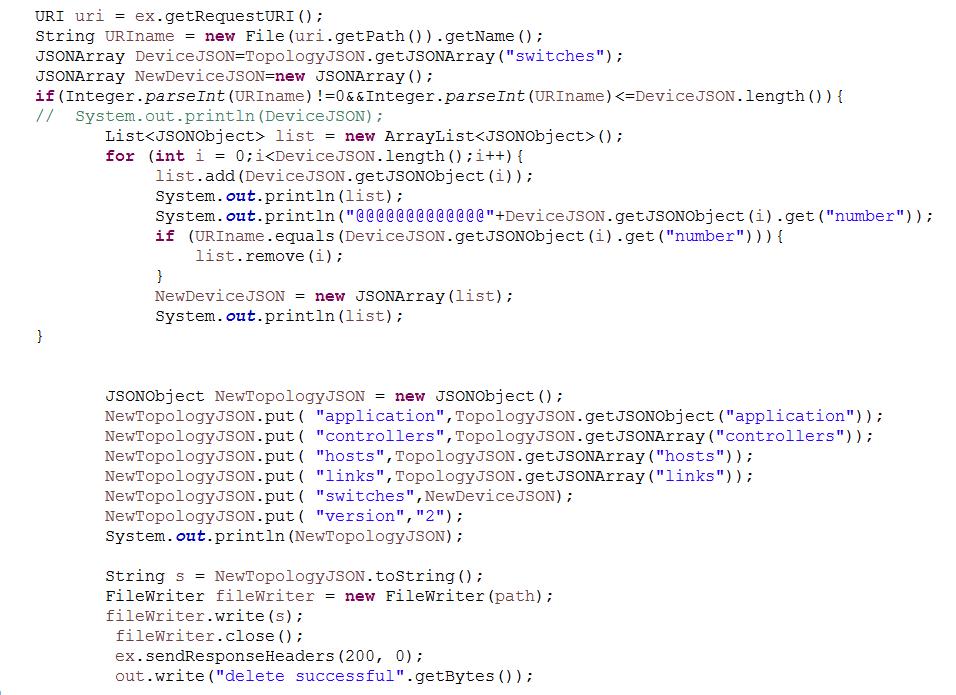 URI uri = ex.getRequestURI();
String URIname = new File(uri.getPath()).getName();
JSONArray DeviceJSON=TopologyJSON.getJSONArray("switches");
JSONArray NewDeviceJSON=new JSONArray();
if(Integer.parseInt(URIname)!=0&&Integer.parseInt(URIname)<=DeviceJSON.length()){
//  System.out.println(DeviceJSON);
List<JSONObject> list = new ArrayList<JSONObject>();
for (int i = 0;i<DeviceJSON.length();i++){
list.add(DeviceJSON.getJSONObject(i));
System.out.println(list);
System.out.println("@@@@@@@@@@@@@"+DeviceJSON.getJSONObject(i).get("number"));
if (URIname.equals(DeviceJSON.getJSONObject(i).get("number"))){
list.remove(i);
}
NewDeviceJSON = new JSONArray(list);
System.out.println(list);
}
JSONObject NewTopologyJSON = new JSONObject();
NewTopologyJSON.put( "application",TopologyJSON.getJSONObject("application"));
NewTopologyJSON.put( "controllers",TopologyJSON.getJSONArray("controllers"));
NewTopologyJSON.put( "hosts",TopologyJSON.getJSONArray("hosts"));
NewTopologyJSON.put( "links",TopologyJSON.getJSONArray("links"));
NewTopologyJSON.put( "switches",NewDeviceJSON);
NewTopologyJSON.put( "version","2");
System.out.println(NewTopologyJSON);
String s = NewTopologyJSON.toString();
FileWriter fileWriter = new FileWriter(path);
fileWriter.write(s);
fileWriter.close();
ex.sendResponseHeaders(200, 0);
out.write("delete successful".getBytes());